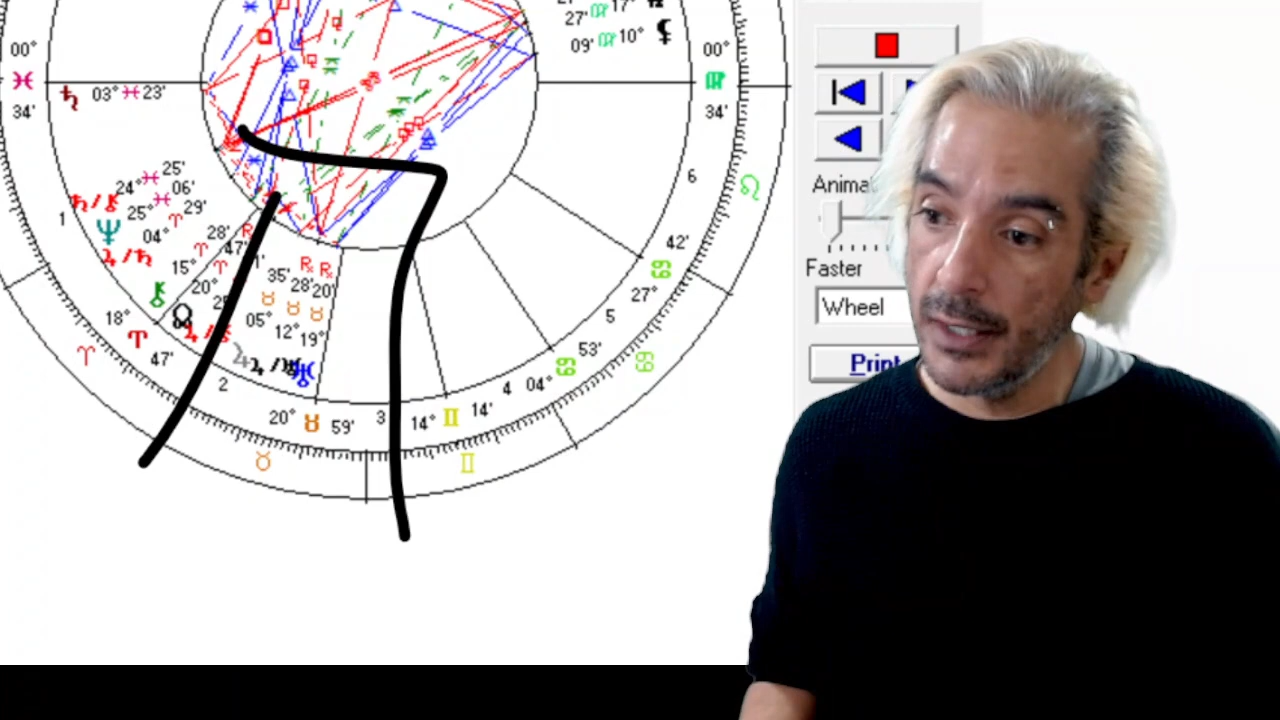 27' ♍ 17°
09' ♍ 10°
00°
♓
34'
♄ 03° ♓ 23'
00°
♍
34'
6
♌
1
24° ♓ 25'
25° ♓ 06'
♆
04° ♈ 29'
♃/♄
15° ♈ 28'
20° ♈ 47' ℞
18°
♈
47'
♈
☊
05° ♉ 35'
12° ♉ 28' ℞
19° ♉ 20' ℞
♅
2
20° ♉ 59'
♉
3
14° ♊ 14'
♊
4
04° ♋ 53'
5
♋
27° ♋ 42'
Faster
Wheel
Print